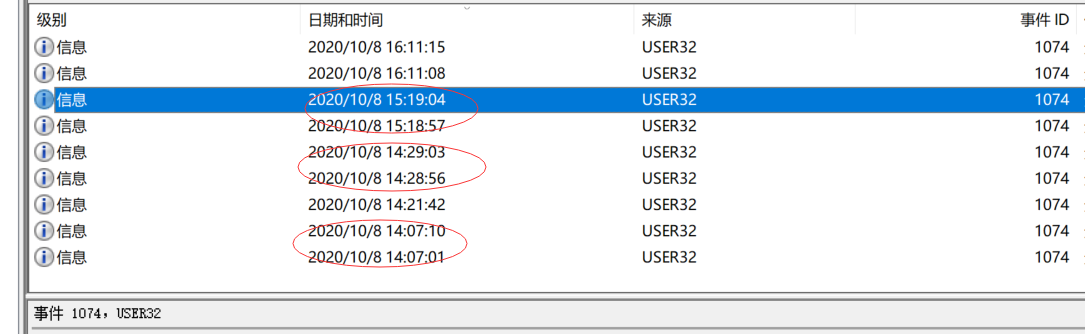 级别 日期和时间 来源 事件 ID
信息 2020/10/8 16:11:15 USER32 1074
信息 2020/10/8 16:11:08 USER32 1074
信息 2020/10/8 15:19:04 USER32 1074
信息 2020/10/8 15:18:57 USER32 1074
信息 2020/10/8 14:29:03 USER32 1074
信息 2020/10/8 14:28:56 USER32 1074
信息 2020/10/8 14:21:42 USER32 1074
信息 2020/10/8 14:07:10 USER32 1074
信息 2020/10/8 14:07:01 USER32 1074
事件 1074，USER32